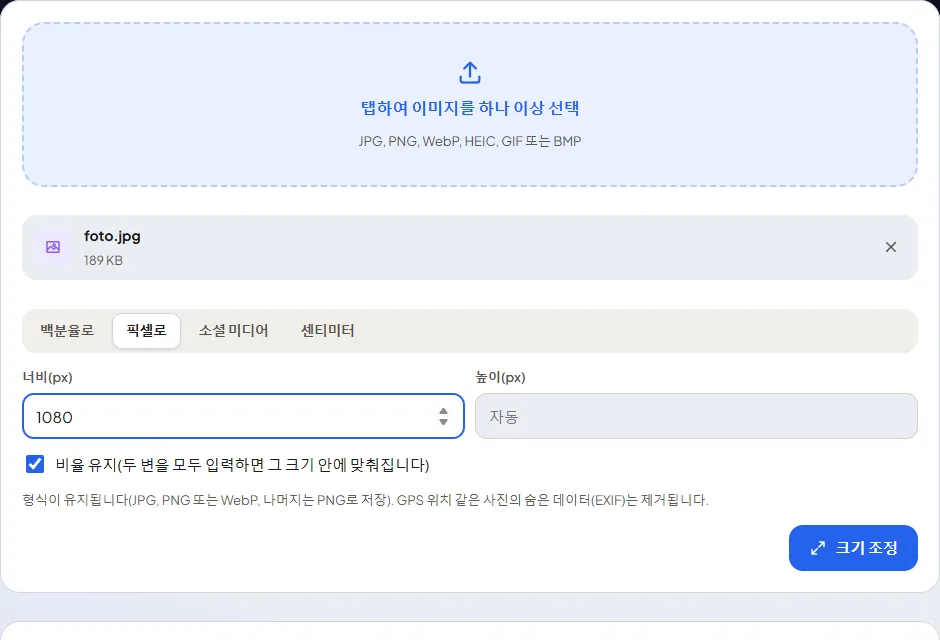 탭하여 이미지를 하나 이상 선택
JPG, PNG, WebP, HEIC, GIF 또는 BMP
foto.jpg
189 KB
백분율로 픽셀로 소셜 미디어 센티미터
너비(px) 높이(px)
1080 자동
비율 유지(두 변을 모두 입력하면 그 크기 안에 맞춰집니다)
형식이 유지됩니다(JPG, PNG 또는 WebP, 나머지는 PNG로 저장). GPS 위치 같은 사진의 숨은 데이터(EXIF)는 제거됩니다.
크기 조정